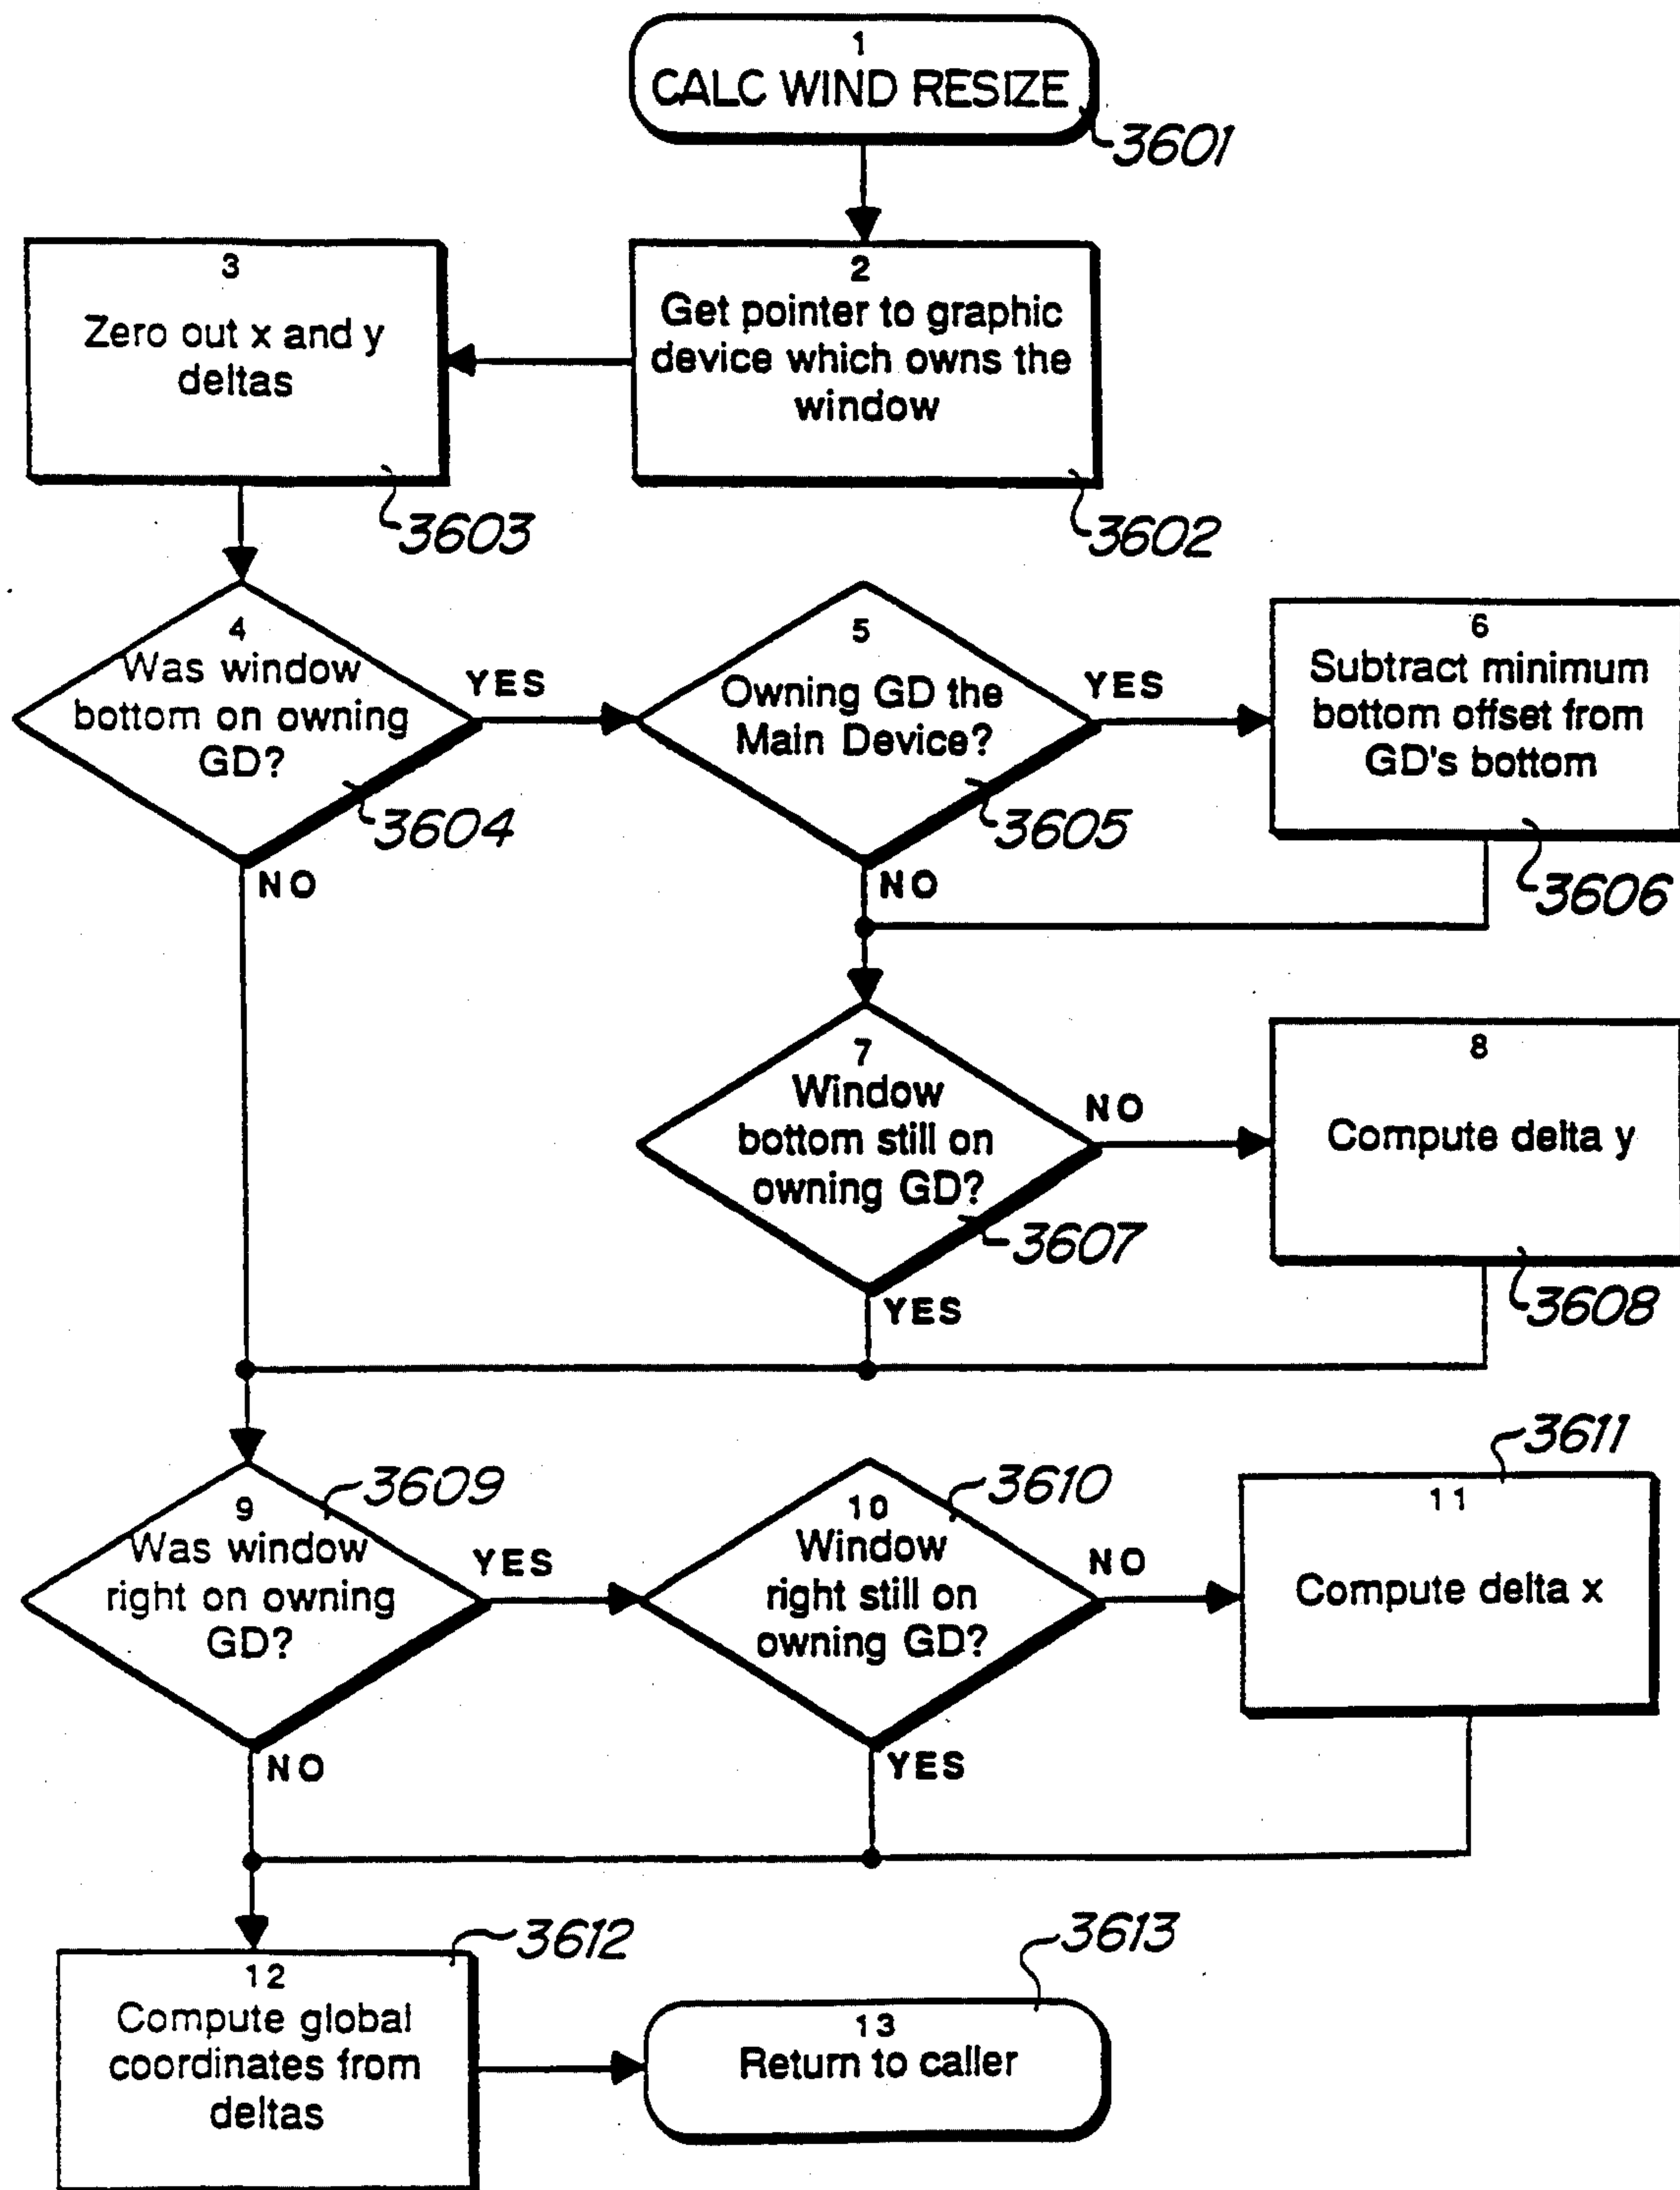 1
CALC WIND RESIZE
3601
2
Get pointer to graphic
device which owns the
window
3602
3
Zero out x and y
deltas
3603
4
Was window
bottom on owning
GD?
3604
YES
NO
5
Owning GD the
Main Device?
3605
YES
NO
6
Subtract minimum
bottom offset from
GD's bottom
3606
7
Window
bottom still on
owning GD?
3607
NO
YES
8
Compute delta y
3608
9
Was window
right on owning
GD?
3609
YES
NO
10
Window
right still on
owning GD?
3610
NO
YES
11
Compute delta x
3611
12
Compute global
coordinates from
deltas
3612
13
Return to caller
3613